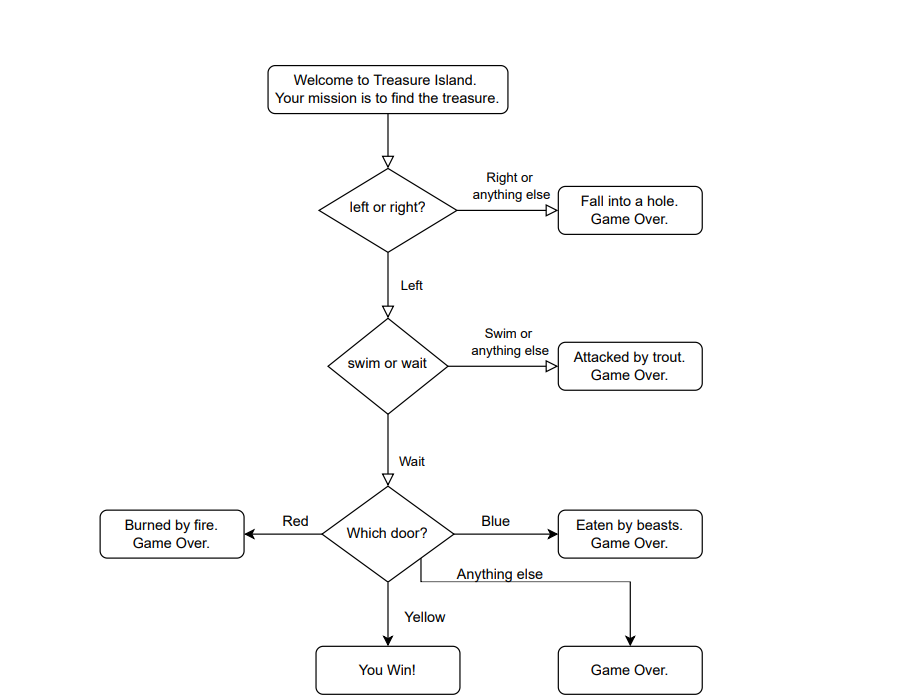 Welcome to Treasure Island.
Your mission is to find the treasure.
left or right?
Right or
anything else
Fall into a hole.
Game Over.
Left
swim or wait
Swim or
anything else
Attacked by trout.
Game Over.
Wait
Burned by fire.
Game Over.
Red
Which door?
Blue
Eaten by beasts.
Game Over.
Anything else
Yellow
You Win!
Game Over.